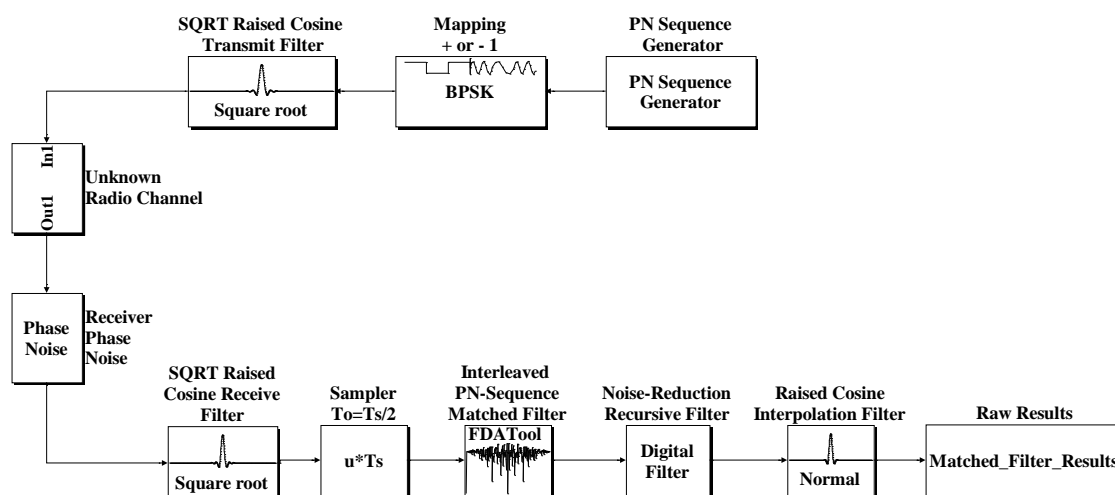 SQRT Raised Cosine
Transmit Filter
Square root
Mapping
+ or - 1
BPSK
PN Sequence
Generator
PN Sequence
Generator
In1
Out1
Unknown
Radio Channel
Phase
Noise
Receiver
Phase
Noise
SQRT Raised
Cosine Receive
Filter
Square root
Sampler
To=Ts/2
u*Ts
Interleaved
PN-Sequence
Matched Filter
FDATool
Noise-Reduction
Recursive Filter
Digital
Filter
Raised Cosine
Interpolation Filter
Normal
Raw Results
Matched_Filter_Results